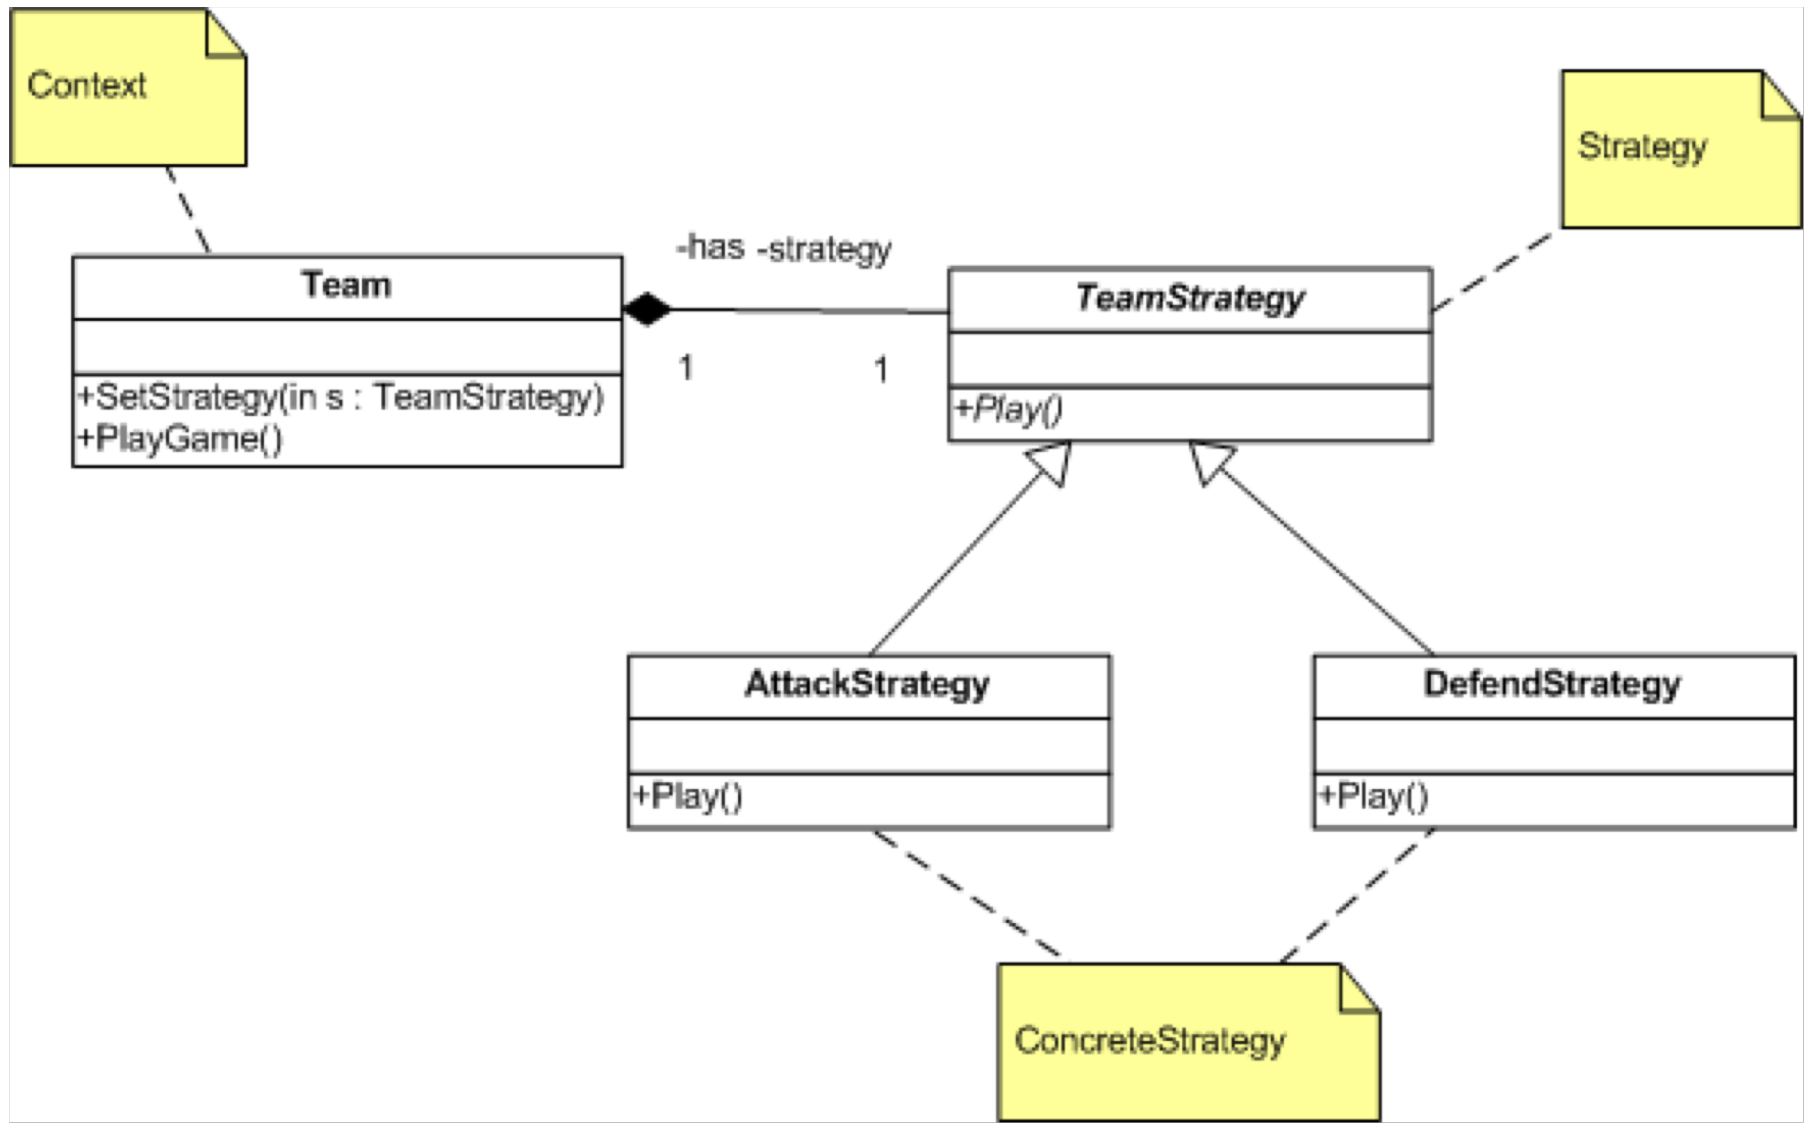 Context
Strategy
-has -strategy
Team
TeamStrategy
1
1
+SetStrategy(in s : TeamStrategy)
+PlayGame()
+Play()
AttackStrategy
DefendStrategy
+Play()
+Play()
ConcreteStrategy